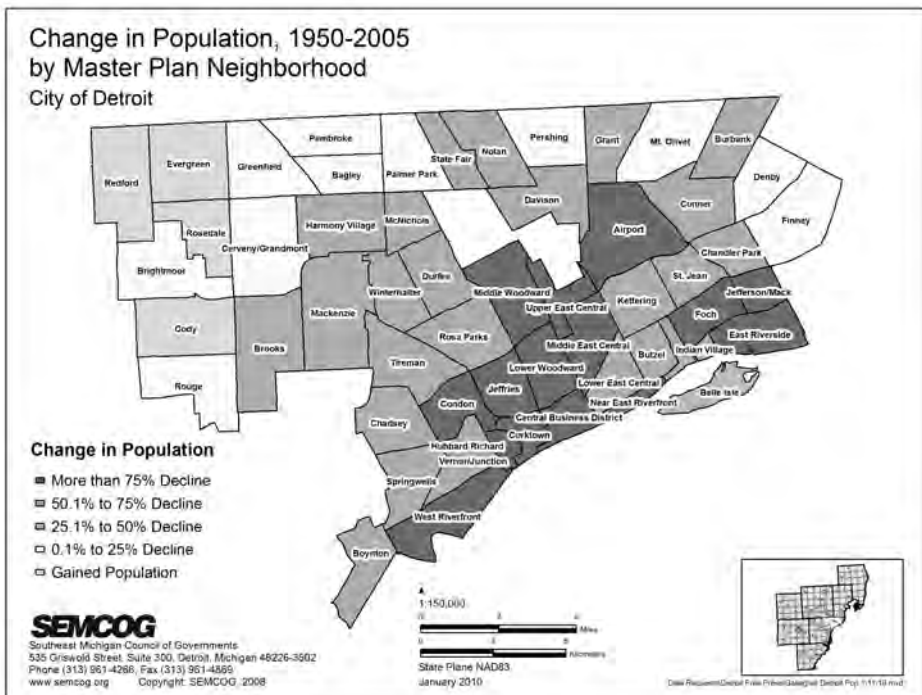 Change in Population, 1950-2005
by Master Plan Neighborhood
City of Detroit
Pembroke
Pershing
Grant
Mt. Olivet
Burbank
Evergreen
Greenfield
Nolan
State Fair
Redford
Bagley
Palmer Park
Denby
Davison
Conner
Finney
Rosedale
Harmony Village
McNichols
Airport
Cerveny/Grandmont
Chandler Park
Brightmoor
Durfee
St. Jean
Winterhalter
Middle Woodward
Jefferson/Mack
Kettering
Upper East Central
Mackenzie
Foch
Cody
Rosa Parks
East Riverside
Brooks
Middle East Central
Indian Village
Butzel
Tireman
Lower Woodward
Rouge
Lower East Central
Jeffries
Belle Isle
Condon
Near East Riverfront
Central Business District
Chadsey
Corktown
Hubbard Richard
Vernor/Junction
Springwells
West Riverfront
Boynton
Change in Population
More than 75% Decline
50.1% to 75% Decline
25.1% to 50% Decline
0.1% to 25% Decline
Gained Population
1:150,000
Miles
Kilometers
State Plane NAD83
January 2010
SEMCOG
Southeast Michigan Council of Governments
535 Griswold Street, Suite 300, Detroit, Michigan 48226-3602
Phone (313) 961-4266, Fax (313) 961-4869
www.semcog.org Copyright: SEMCOG, 2008